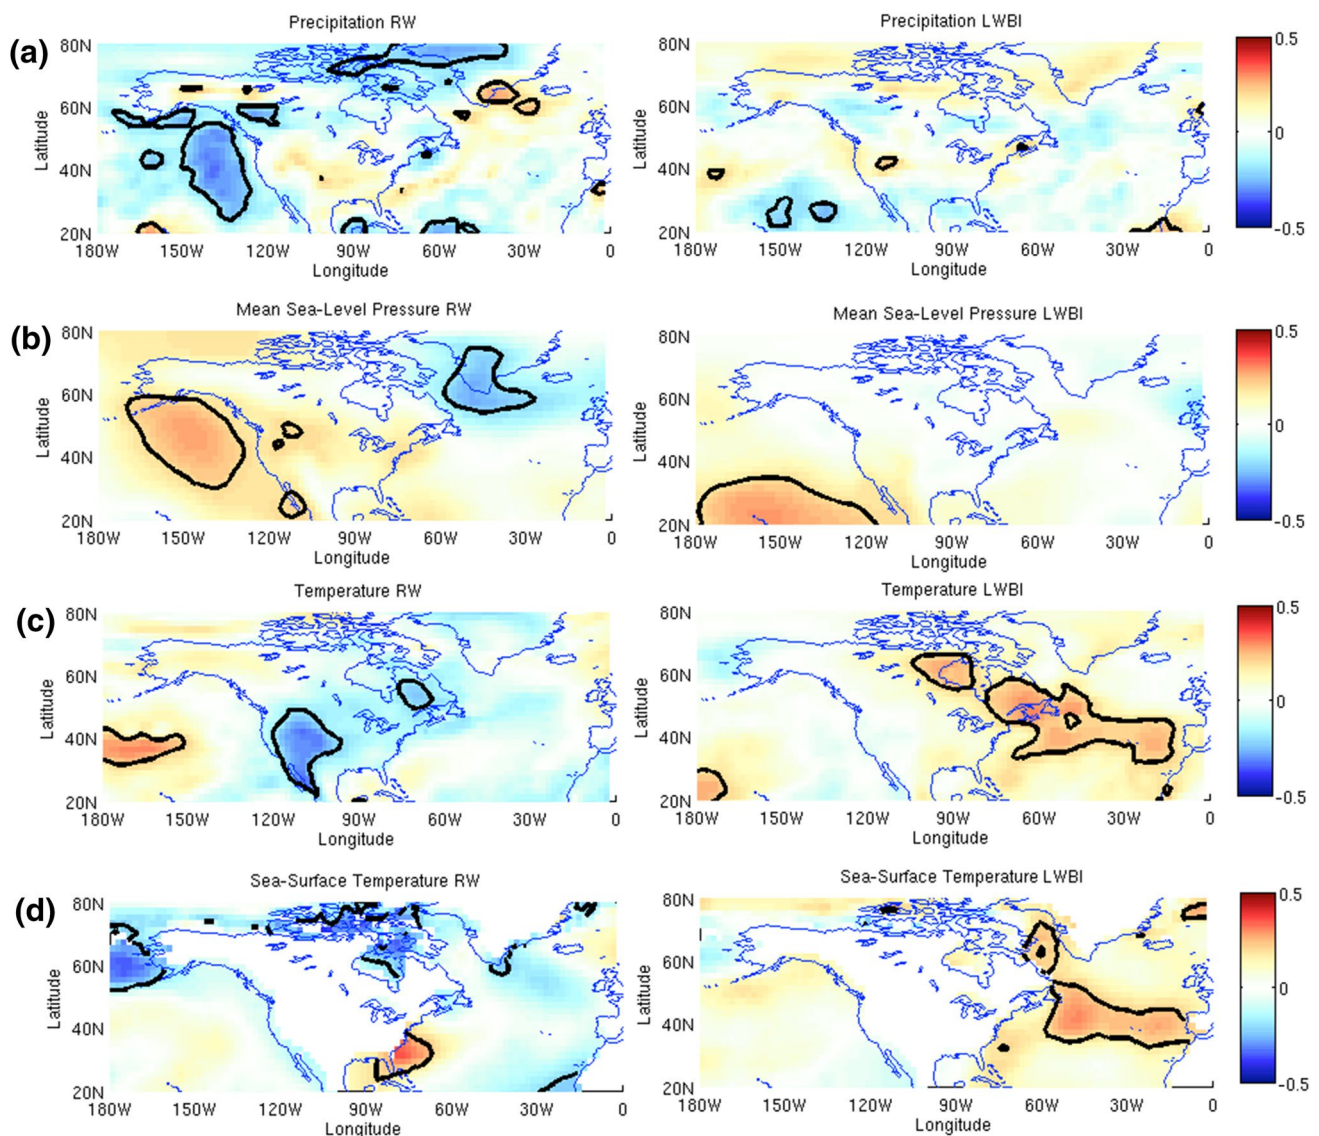 (a)
Precipitation RW
80N
60N
40N
20N
Latitude
180W 150W 120W 90W 60W 30W 0
Longitude
Precipitation LWBI
80N
60N
40N
20N
Latitude
180W 150W 120W 90W 60W 30W 0
Longitude
0.5
0
-0.5
(b)
Mean Sea-Level Pressure RW
80N
60N
40N
20N
Latitude
180W 150W 120W 90W 60W 30W 0
Longitude
Mean Sea-Level Pressure LWBI
80N
60N
40N
20N
Latitude
180W 150W 120W 90W 60W 30W 0
Longitude
0.5
0
-0.5
(c)
Temperature RW
80N
60N
40N
20N
Latitude
180W 150W 120W 90W 60W 30W 0
Longitude
Temperature LWBI
80N
60N
40N
20N
Latitude
180W 150W 120W 90W 60W 30W 0
Longitude
0.5
0
-0.5
(d)
Sea-Surface Temperature RW
80N
60N
40N
20N
Latitude
180W 150W 120W 90W 60W 30W 0
Longitude
Sea-Surface Temperature LWBI
80N
60N
40N
20N
Latitude
180W 150W 120W 90W 60W 30W 0
Longitude
0.5
0
-0.5